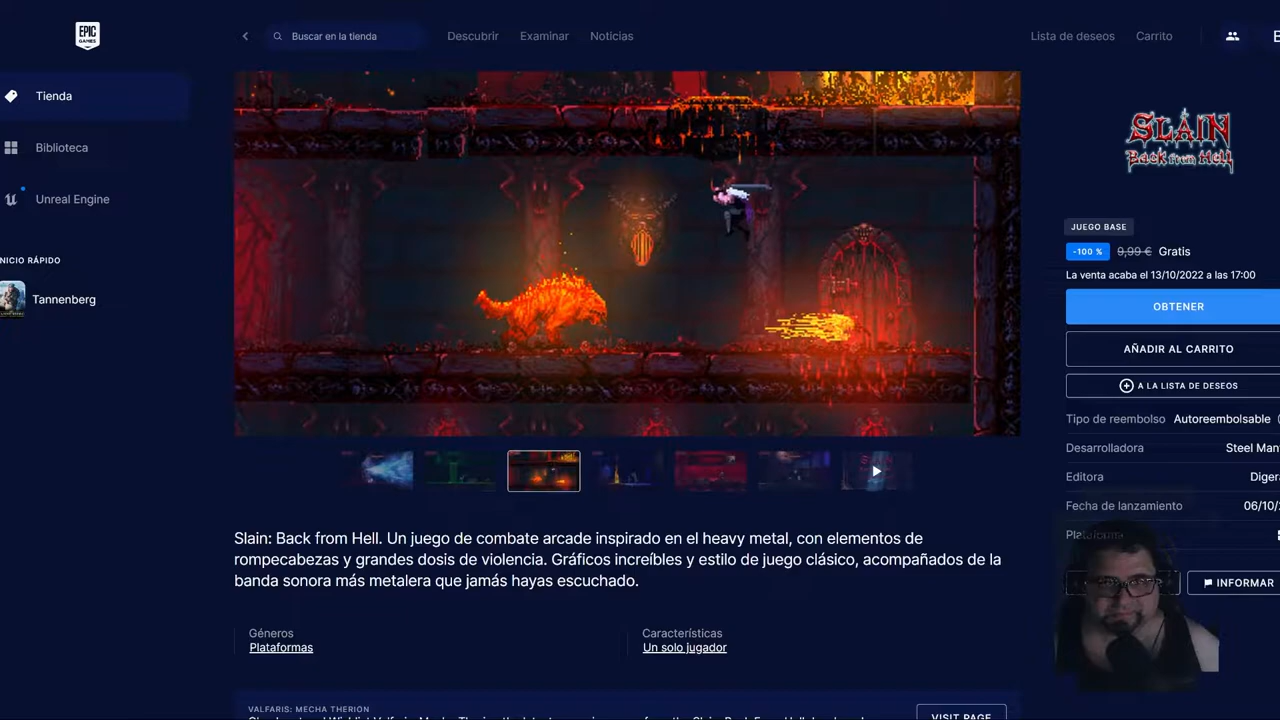 EPIC
GAMES
Buscar en la tienda
Descubrir
Examinar
Noticias
Lista de deseos
Carrito
Tienda
Biblioteca
Unreal Engine
INICIO RÁPIDO
Tannenberg
SLAIN
Back from Hell
JUEGO BASE
-100 % 9,99 € Gratis
La venta acaba el 13/10/2022 a las 17:00
OBTENER
AÑADIR AL CARRITO
A LA LISTA DE DESEOS
Tipo de reembolso Autoreembolsable
Desarrolladora Steel Man
Editora Diger
Fecha de lanzamiento 06/10/2
Plataforma
INFORMAR
Slain: Back from Hell. Un juego de combate arcade inspirado en el heavy metal, con elementos de
rompecabezas y grandes dosis de violencia. Gráficos increíbles y estilo de juego clásico, acompañados de la
banda sonora más metalera que jamás hayas escuchado.
Géneros
Plataformas
Características
Un solo jugador
VALFARIS: MECHA THERION
VISIT PAGE